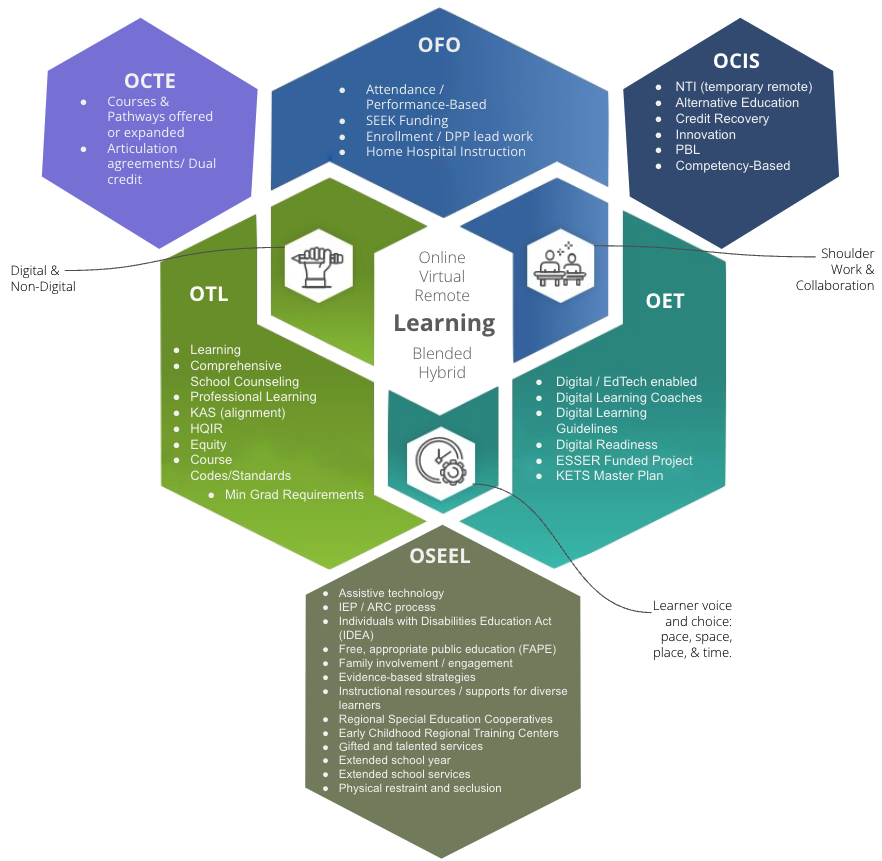 OCTE
● Courses &
Pathways offered
or expanded
● Articulation
agreements/ Dual
credit
OFO
● Attendance /
Performance-Based
● SEEK Funding
● Enrollment / DPP lead work
● Home Hospital Instruction
OCIS
● NTI (temporary remote)
● Alternative Education
● Credit Recovery
● Innovation
● PBL
● Competency-Based
Digital &
Non-Digital
Online
Virtual
Remote
Learning
Blended
Hybrid
Shoulder
Work &
Collaboration
OTL
● Learning
● Comprehensive
School Counseling
● Professional Learning
● KAS (alignment)
● HQIR
● Equity
● Course
Codes/Standards
● Min Grad Requirements
OET
● Digital / EdTech enabled
● Digital Learning Coaches
● Digital Learning
Guidelines
● Digital Readiness
● ESSER Funded Project
● KETS Master Plan
Learner voice
and choice:
pace, space,
place, & time.
OSEEL
● Assistive technology
● IEP / ARC process
● Individuals with Disabilities Education Act
(IDEA)
● Free, appropriate public education (FAPE)
● Family involvement / engagement
● Evidence-based strategies
● Instructional resources / supports for diverse
learners
● Regional Special Education Cooperatives
● Early Childhood Regional Training Centers
● Gifted and talented services
● Extended school year
● Extended school services
● Physical restraint and seclusion